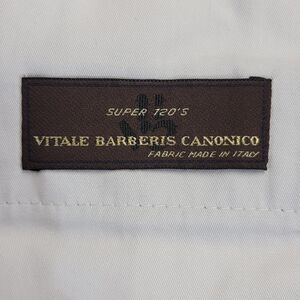 SUPER 120'S
VITALE BARBERIS CANONICO
FABRIC MADE IN ITALY